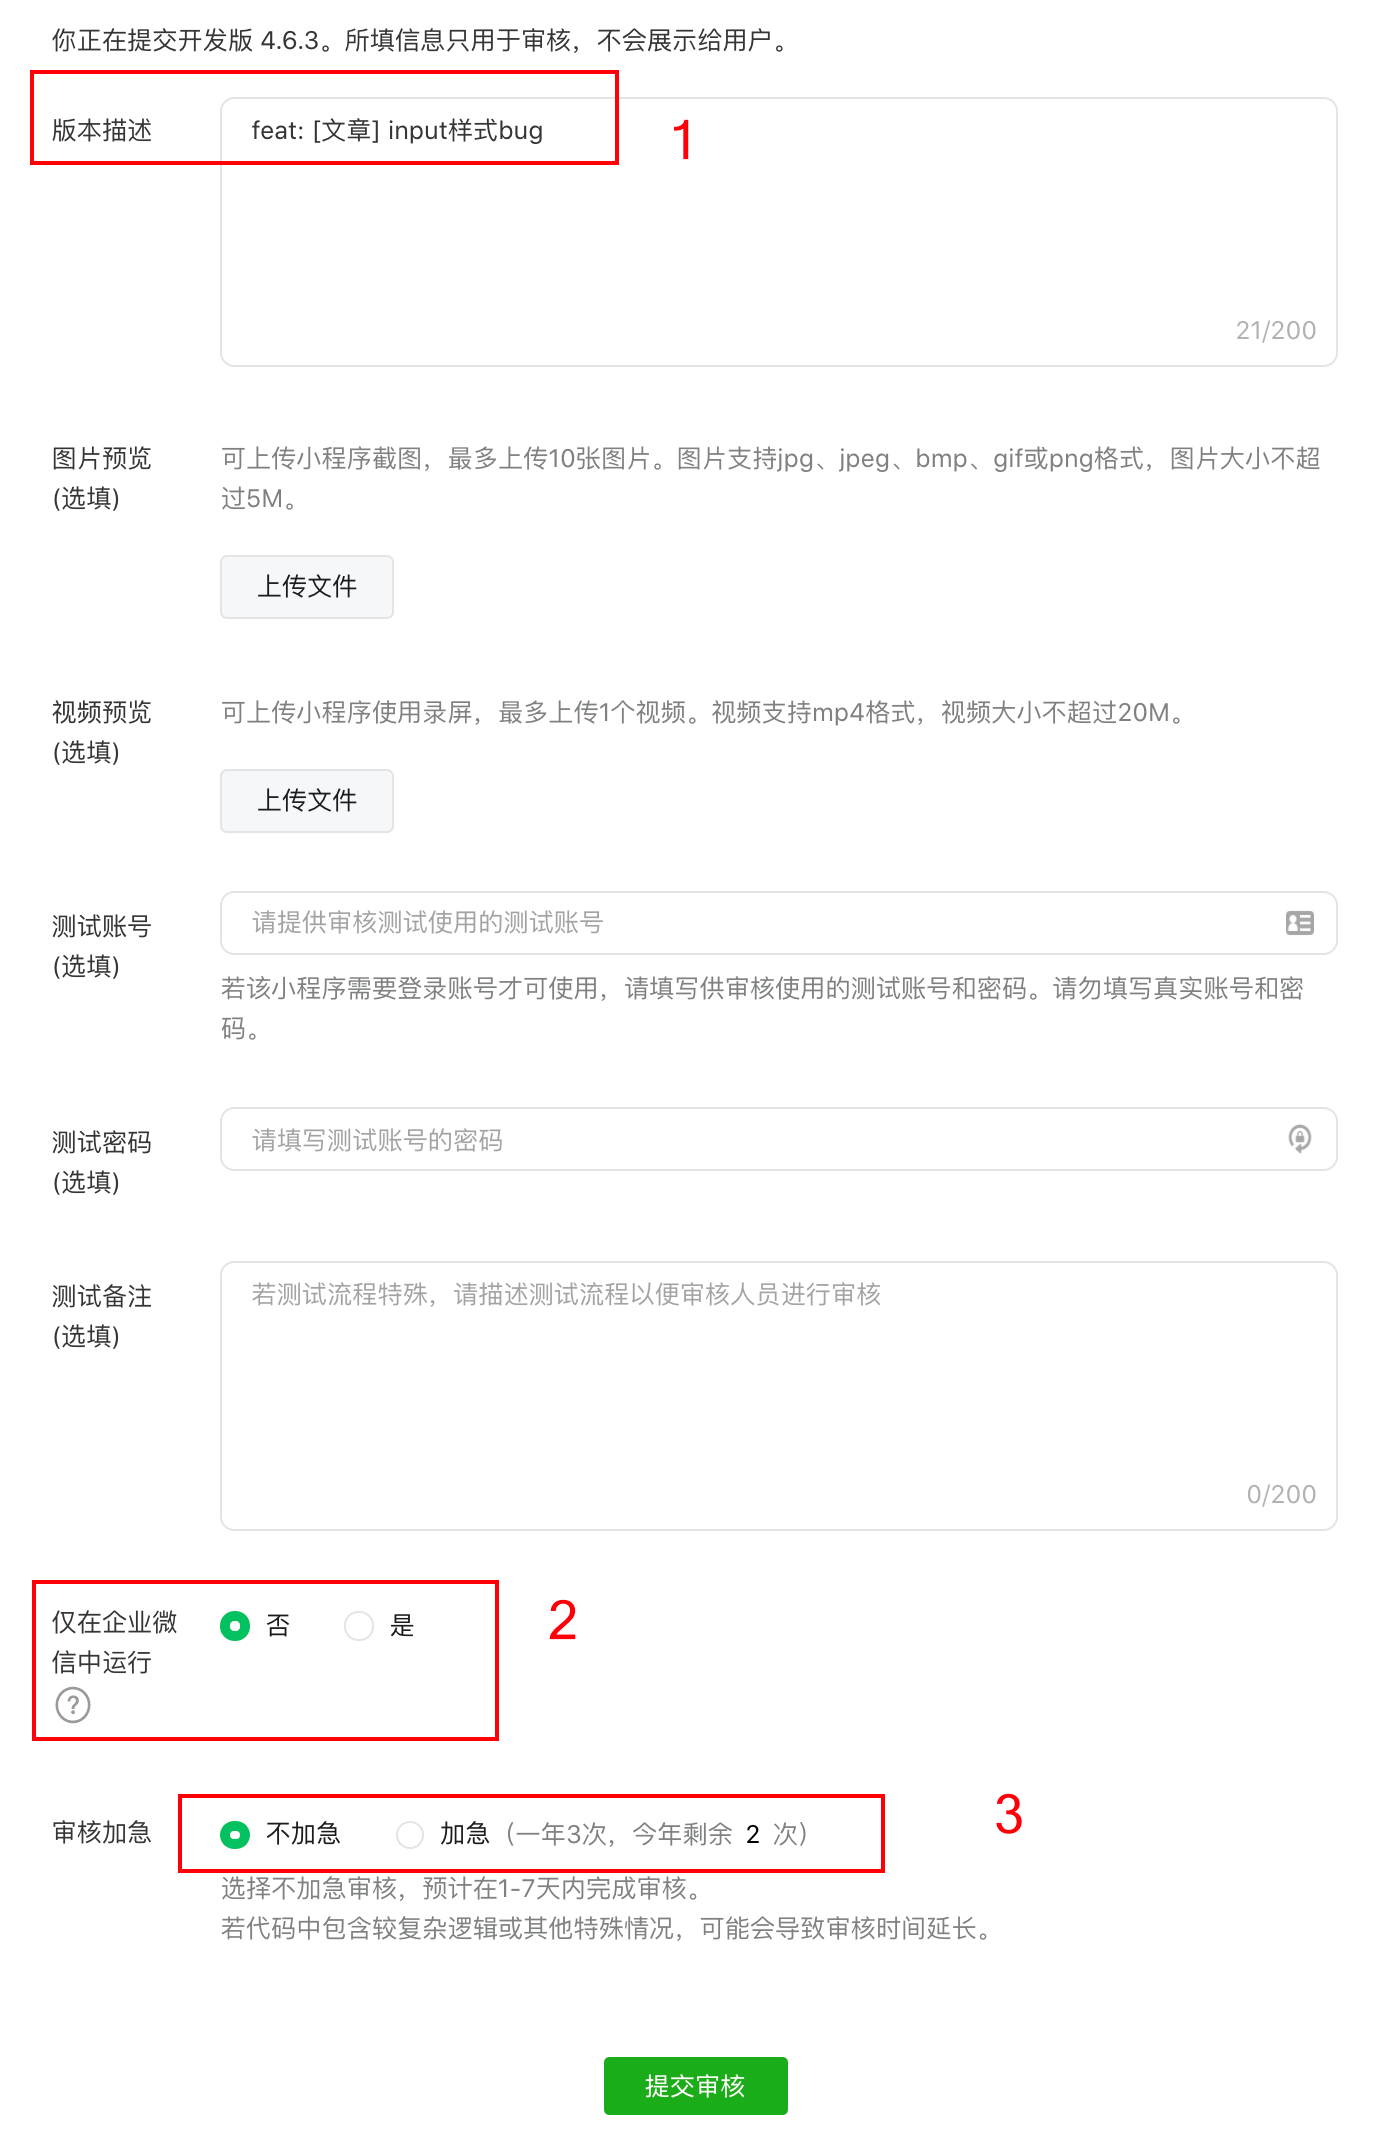 你正在提交开发版 4.6.3。所填信息只用于审核，不会展示给用户。
版本描述
feat: [文章] input样式bug
1
21/200
图片预览
(选填)
可上传小程序截图，最多上传10张图片。图片支持jpg、jpeg、bmp、gif或png格式，图片大小不超
过5M。
上传文件
视频预览
(选填)
可上传小程序使用录屏，最多上传1个视频。视频支持mp4格式，视频大小不超过20M。
上传文件
测试账号
(选填)
请提供审核测试使用的测试账号
若该小程序需要登录账号才可使用，请填写供审核使用的测试账号和密码。请勿填写真实账号和密
码。
测试密码
(选填)
请填写测试账号的密码
测试备注
(选填)
若测试流程特殊，请描述测试流程以便审核人员进行审核
0/200
仅在企业微
信中运行
?
否 是
2
审核加急
不加急 加急（一年3次，今年剩余 2 次）
3
选择不加急审核，预计在1-7天内完成审核。
若代码中包含较复杂逻辑或其他特殊情况，可能会导致审核时间延长。
提交审核